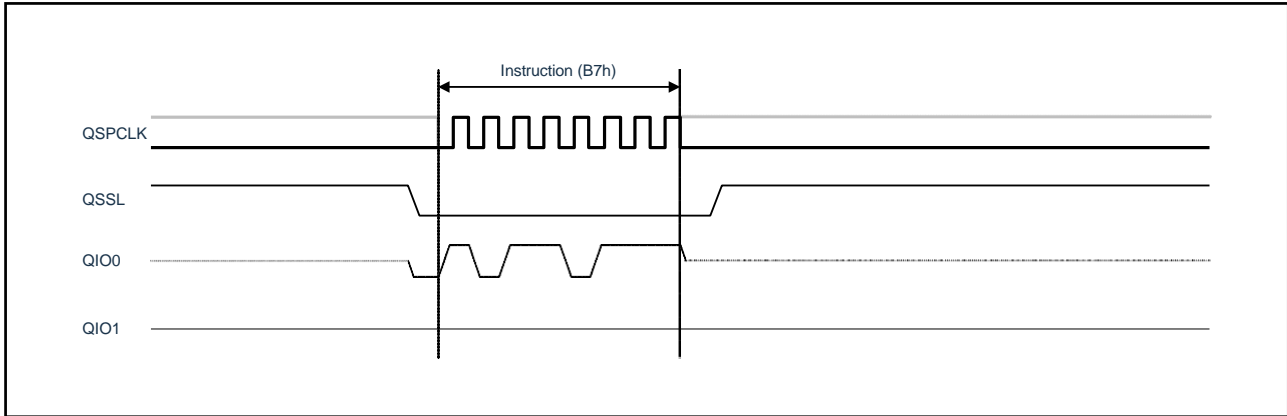 Instruction (B7h)
QSPCLK
QSSL
QIO0
QIO1